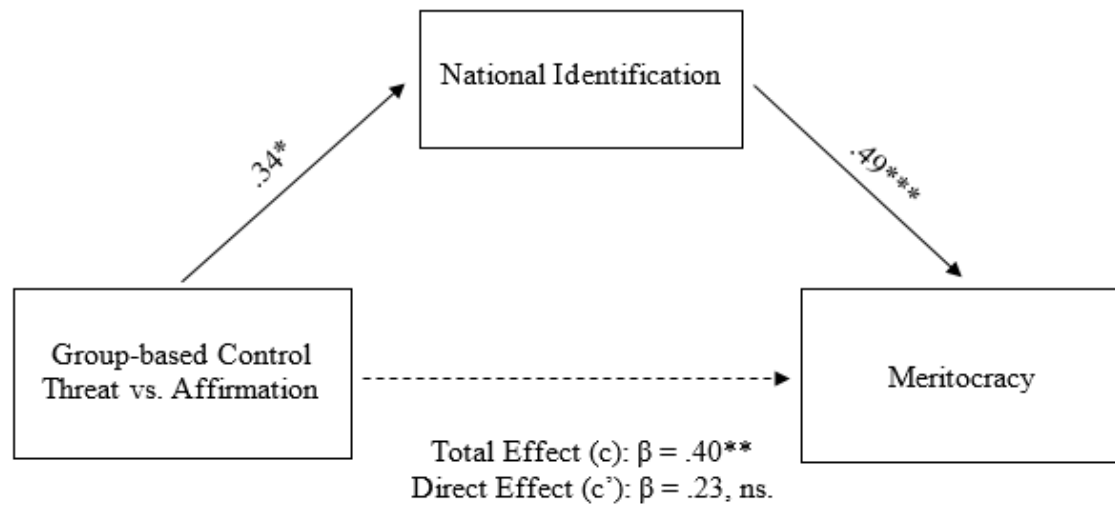 National Identification
.34*
.49***
Group-based Control
Threat vs. Affirmation
Meritocracy
Total Effect (c): β = .40**
Direct Effect (c’): β = .23, ns.